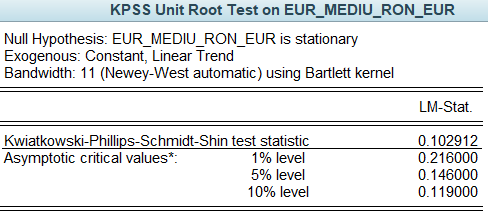 KPSS Unit Root Test on EUR_MEDIU_RON_EUR
Null Hypothesis: EUR_MEDIU_RON_EUR is stationary
Exogenous: Constant, Linear Trend
Bandwidth: 11 (Newey-West automatic) using Bartlett kernel
LM-Stat.
Kwiatkowski-Phillips-Schmidt-Shin test statistic 0.102912
Asymptotic critical values*: 1% level 0.216000
5% level 0.146000
10% level 0.119000